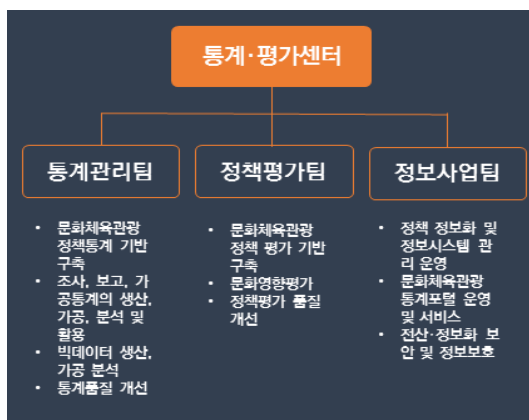 통계·평가센터
통계관리팀
• 문화체육관광
정책통계 기반
구축
• 조사, 보고, 가
공통계의 생산,
가공, 분석 및
활용
• 빅데이터 생산,
가공 분석
• 통계품질 개선
정책평가팀
• 문화체육관광
정책 평가 기반
구축
• 문화영향평가
• 정책평가 품질
개선
정보사업팀
• 정책 정보화 및
정보시스템 관
리 운영
• 문화체육관광
통계포털 운영
및 서비스
• 전산·정보화 보
안 및 정보보호